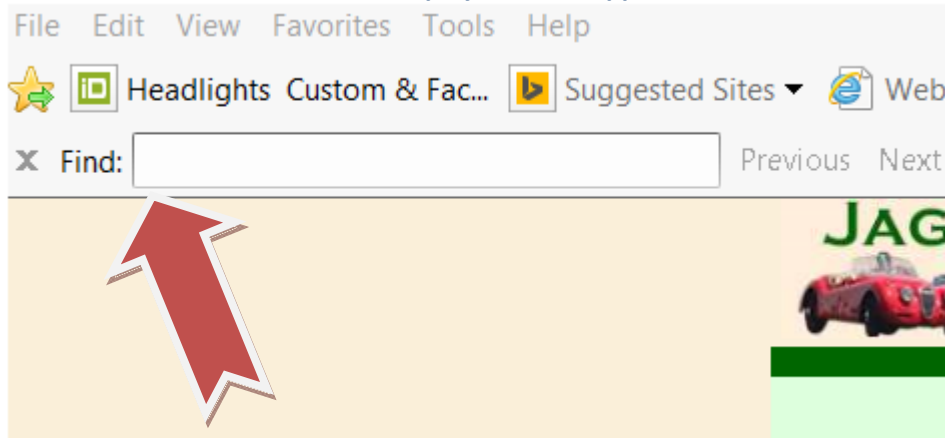 File Edit View Favorites Tools Help
Headlights Custom & Fac... Suggested Sites Web
X Find: Previous Next
JAG